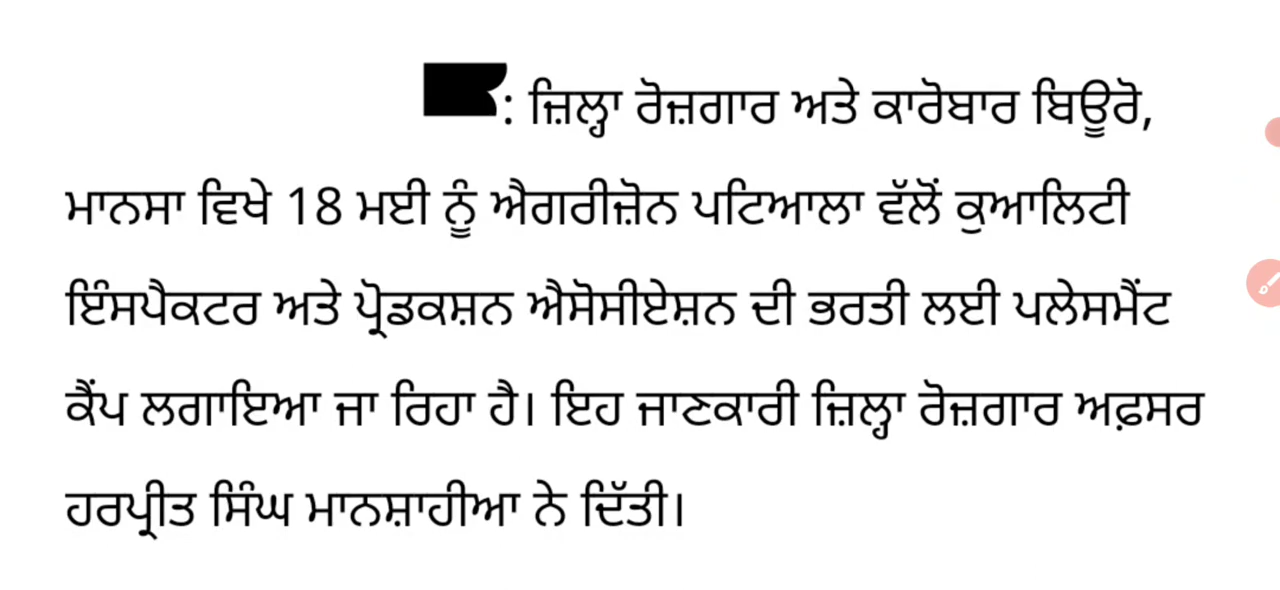 : ਜ਼ਿਲ੍ਹਾ ਰੋਜ਼ਗਾਰ ਅਤੇ ਕਾਰੋਬਾਰ ਬਿਊਰੋ,
ਮਾਨਸਾ ਵਿਖੇ 18 ਮਈ ਨੂੰ ਐਗਰੀਜ਼ੋਨ ਪਟਿਆਲਾ ਵੱਲੋਂ ਕੁਆਲਿਟੀ
ਇੰਸਪੈਕਟਰ ਅਤੇ ਪ੍ਰੋਡਕਸ਼ਨ ਐਸੋਸੀਏਸ਼ਨ ਦੀ ਭਰਤੀ ਲਈ ਪਲੇਸਮੈਂਟ
ਕੈਂਪ ਲਗਾਇਆ ਜਾ ਰਿਹਾ ਹੈ। ਇਹ ਜਾਣਕਾਰੀ ਜ਼ਿਲ੍ਹਾ ਰੋਜ਼ਗਾਰ ਅਫ਼ਸਰ
ਹਰਪ੍ਰੀਤ ਸਿੰਘ ਮਾਨਸ਼ਾਹੀਆ ਨੇ ਦਿੱਤੀ।